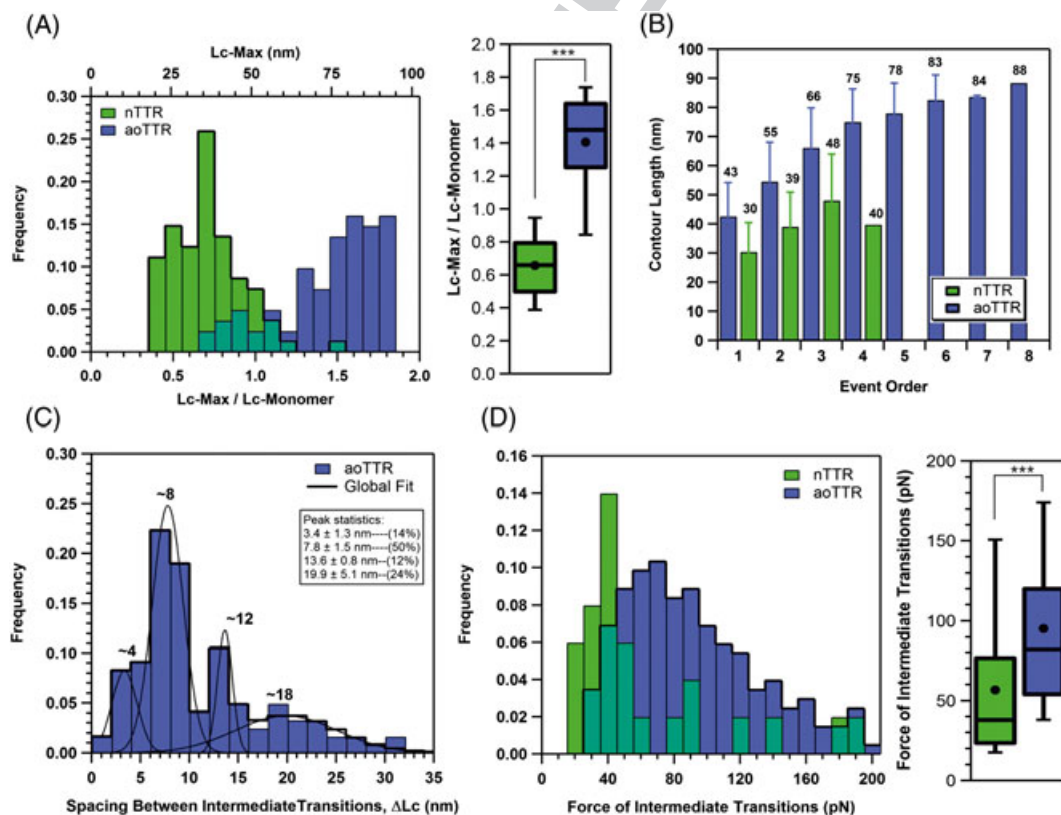 (A)
Lc-Max (nm)
0 20 40 60 80 100
nTTR
aoTTR
0.30
0.25
0.20
0.15
0.10
0.05
0.00
Frequency
0.0 0.5 1.0 1.5 2.0
Lc-Max / Lc-Monomer
***
2.0
1.8
1.6
1.4
1.2
1.0
0.8
0.6
0.4
0.2
0.0
Lc-Max / Lc-Monomer
(B)
100
90
80
70
60
50
40
30
20
10
0
Contour Length (nm)
43 30 55 39 66 48 75 40 78 83 84 88
nTTR
aoTTR
1 2 3 4 5 6 7 8
Event Order
(C)
0.30
0.25
0.20
0.15
0.10
0.05
0.00
Frequency
aoTTR
Global Fit
Peak statistics:
3.4 ± 1.3 nm----(14%)
7.8 ± 1.5 nm----(50%)
13.6 ± 0.8 nm--(12%)
19.9 ± 5.1 nm--(24%)
~4
~8
~12
~18
0 5 10 15 20 25 30 35
Spacing Between IntermediateTransitions, ΔLc (nm)
(D)
0.16
0.14
0.12
0.10
0.08
0.06
0.04
0.02
0.00
Frequency
nTTR
aoTTR
0 40 80 120 160 200
Force of Intermediate Transitions (pN)
***
200
150
100
50
0
Force of Intermediate Transitions (pN)